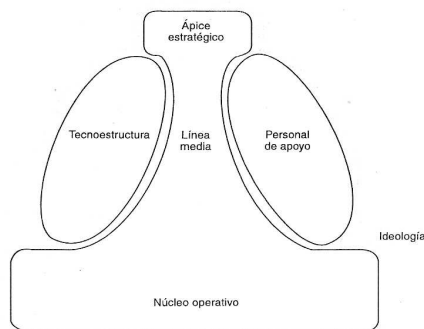 Ápice
estratégico
Tecnoestructura
Línea
media
Personal
de apoyo
Ideología
Núcleo operativo